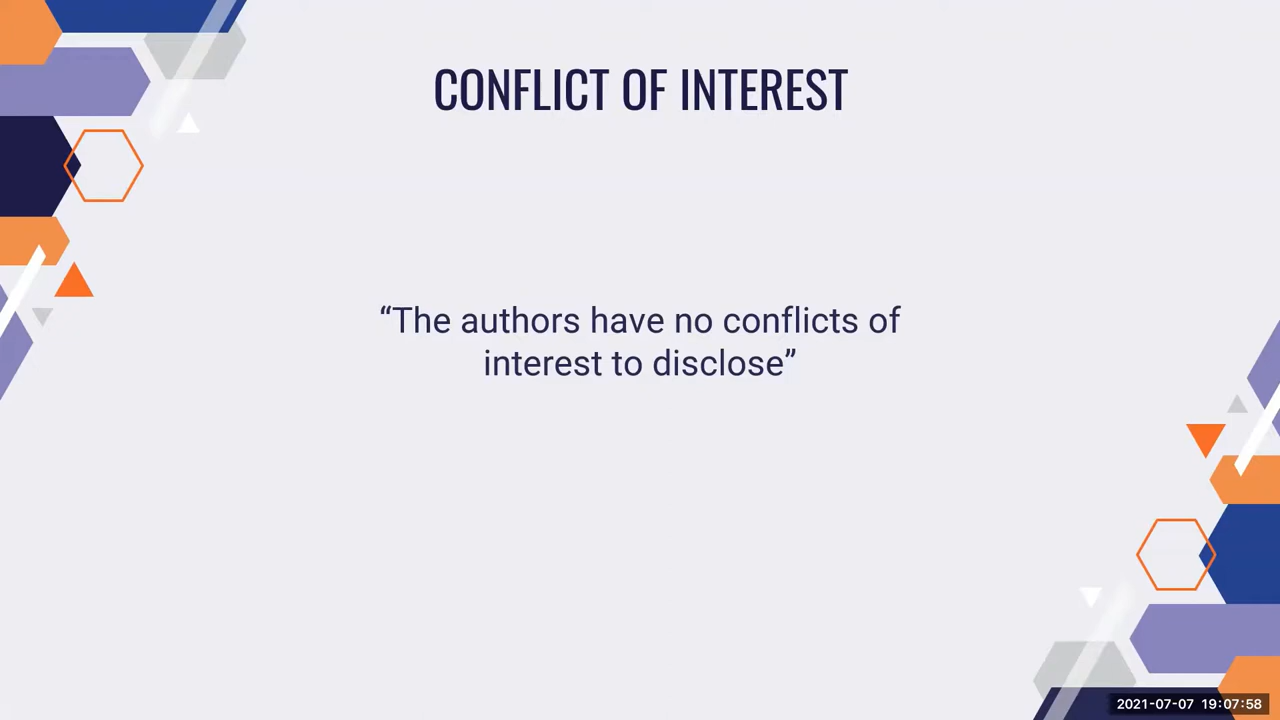 CONFLICT OF INTEREST
“The authors have no conflicts of
interest to disclose”
2021-07-07 19:07:58